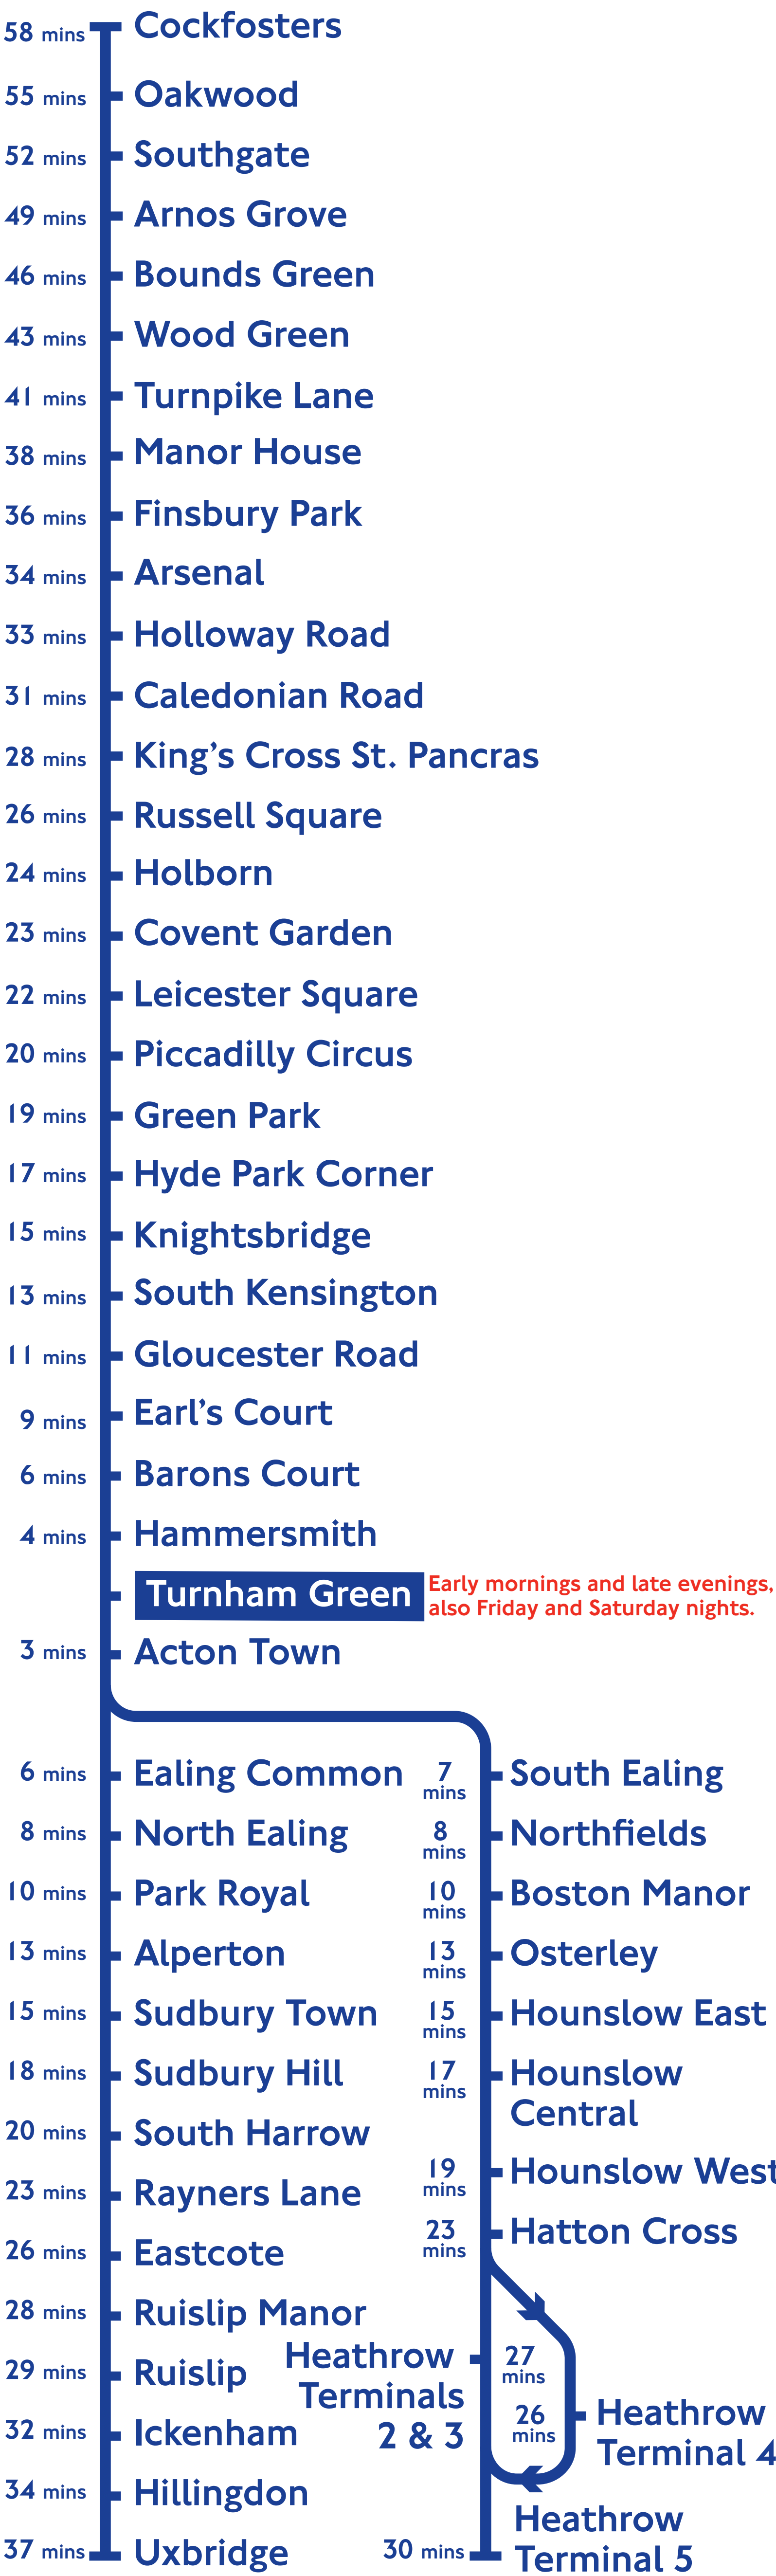 58 mins Cockfosters
55 mins Oakwood
52 mins Southgate
49 mins Arnos Grove
46 mins Bounds Green
43 mins Wood Green
41 mins Turnpike Lane
38 mins Manor House
36 mins Finsbury Park
34 mins Arsenal
33 mins Holloway Road
31 mins Caledonian Road
28 mins King’s Cross St. Pancras
26 mins Russell Square
24 mins Holborn
23 mins Covent Garden
22 mins Leicester Square
20 mins Piccadilly Circus
19 mins Green Park
17 mins Hyde Park Corner
15 mins Knightsbridge
13 mins South Kensington
11 mins Gloucester Road
9 mins Earl’s Court
6 mins Barons Court
4 mins Hammersmith
Turnham Green
Early mornings and late evenings,
also Friday and Saturday nights.
3 mins Acton Town
6 mins Ealing Common
8 mins North Ealing
10 mins Park Royal
13 mins Alperton
15 mins Sudbury Town
18 mins Sudbury Hill
20 mins South Harrow
23 mins Rayners Lane
26 mins Eastcote
28 mins Ruislip Manor
29 mins Ruislip
32 mins Ickenham
34 mins Hillingdon
37 mins Uxbridge
7
mins
South Ealing
8
mins
Northfields
10
mins
Boston Manor
13
mins
Osterley
15
mins
Hounslow East
17
mins
Hounslow
Central
19
mins
Hounslow West
23
mins
Hatton Cross
Heathrow
Terminals
2 & 3
27
mins
26
mins
Heathrow
Terminal 4
30 mins
Heathrow
Terminal 5